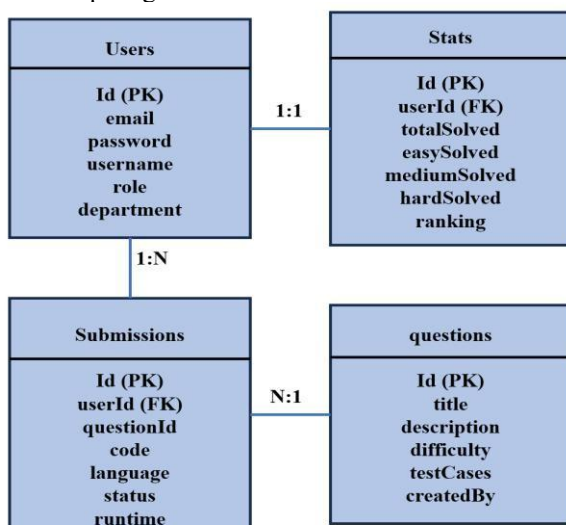 Users
Id (PK)
email
password
username
role
department
1:1
Stats
Id (PK)
userId (FK)
totalSolved
easySolved
mediumSolved
hardSolved
ranking
1:N
Submissions
Id (PK)
userId (FK)
questionId
code
language
status
runtime
N:1
questions
Id (PK)
title
description
difficulty
testCases
createdBy